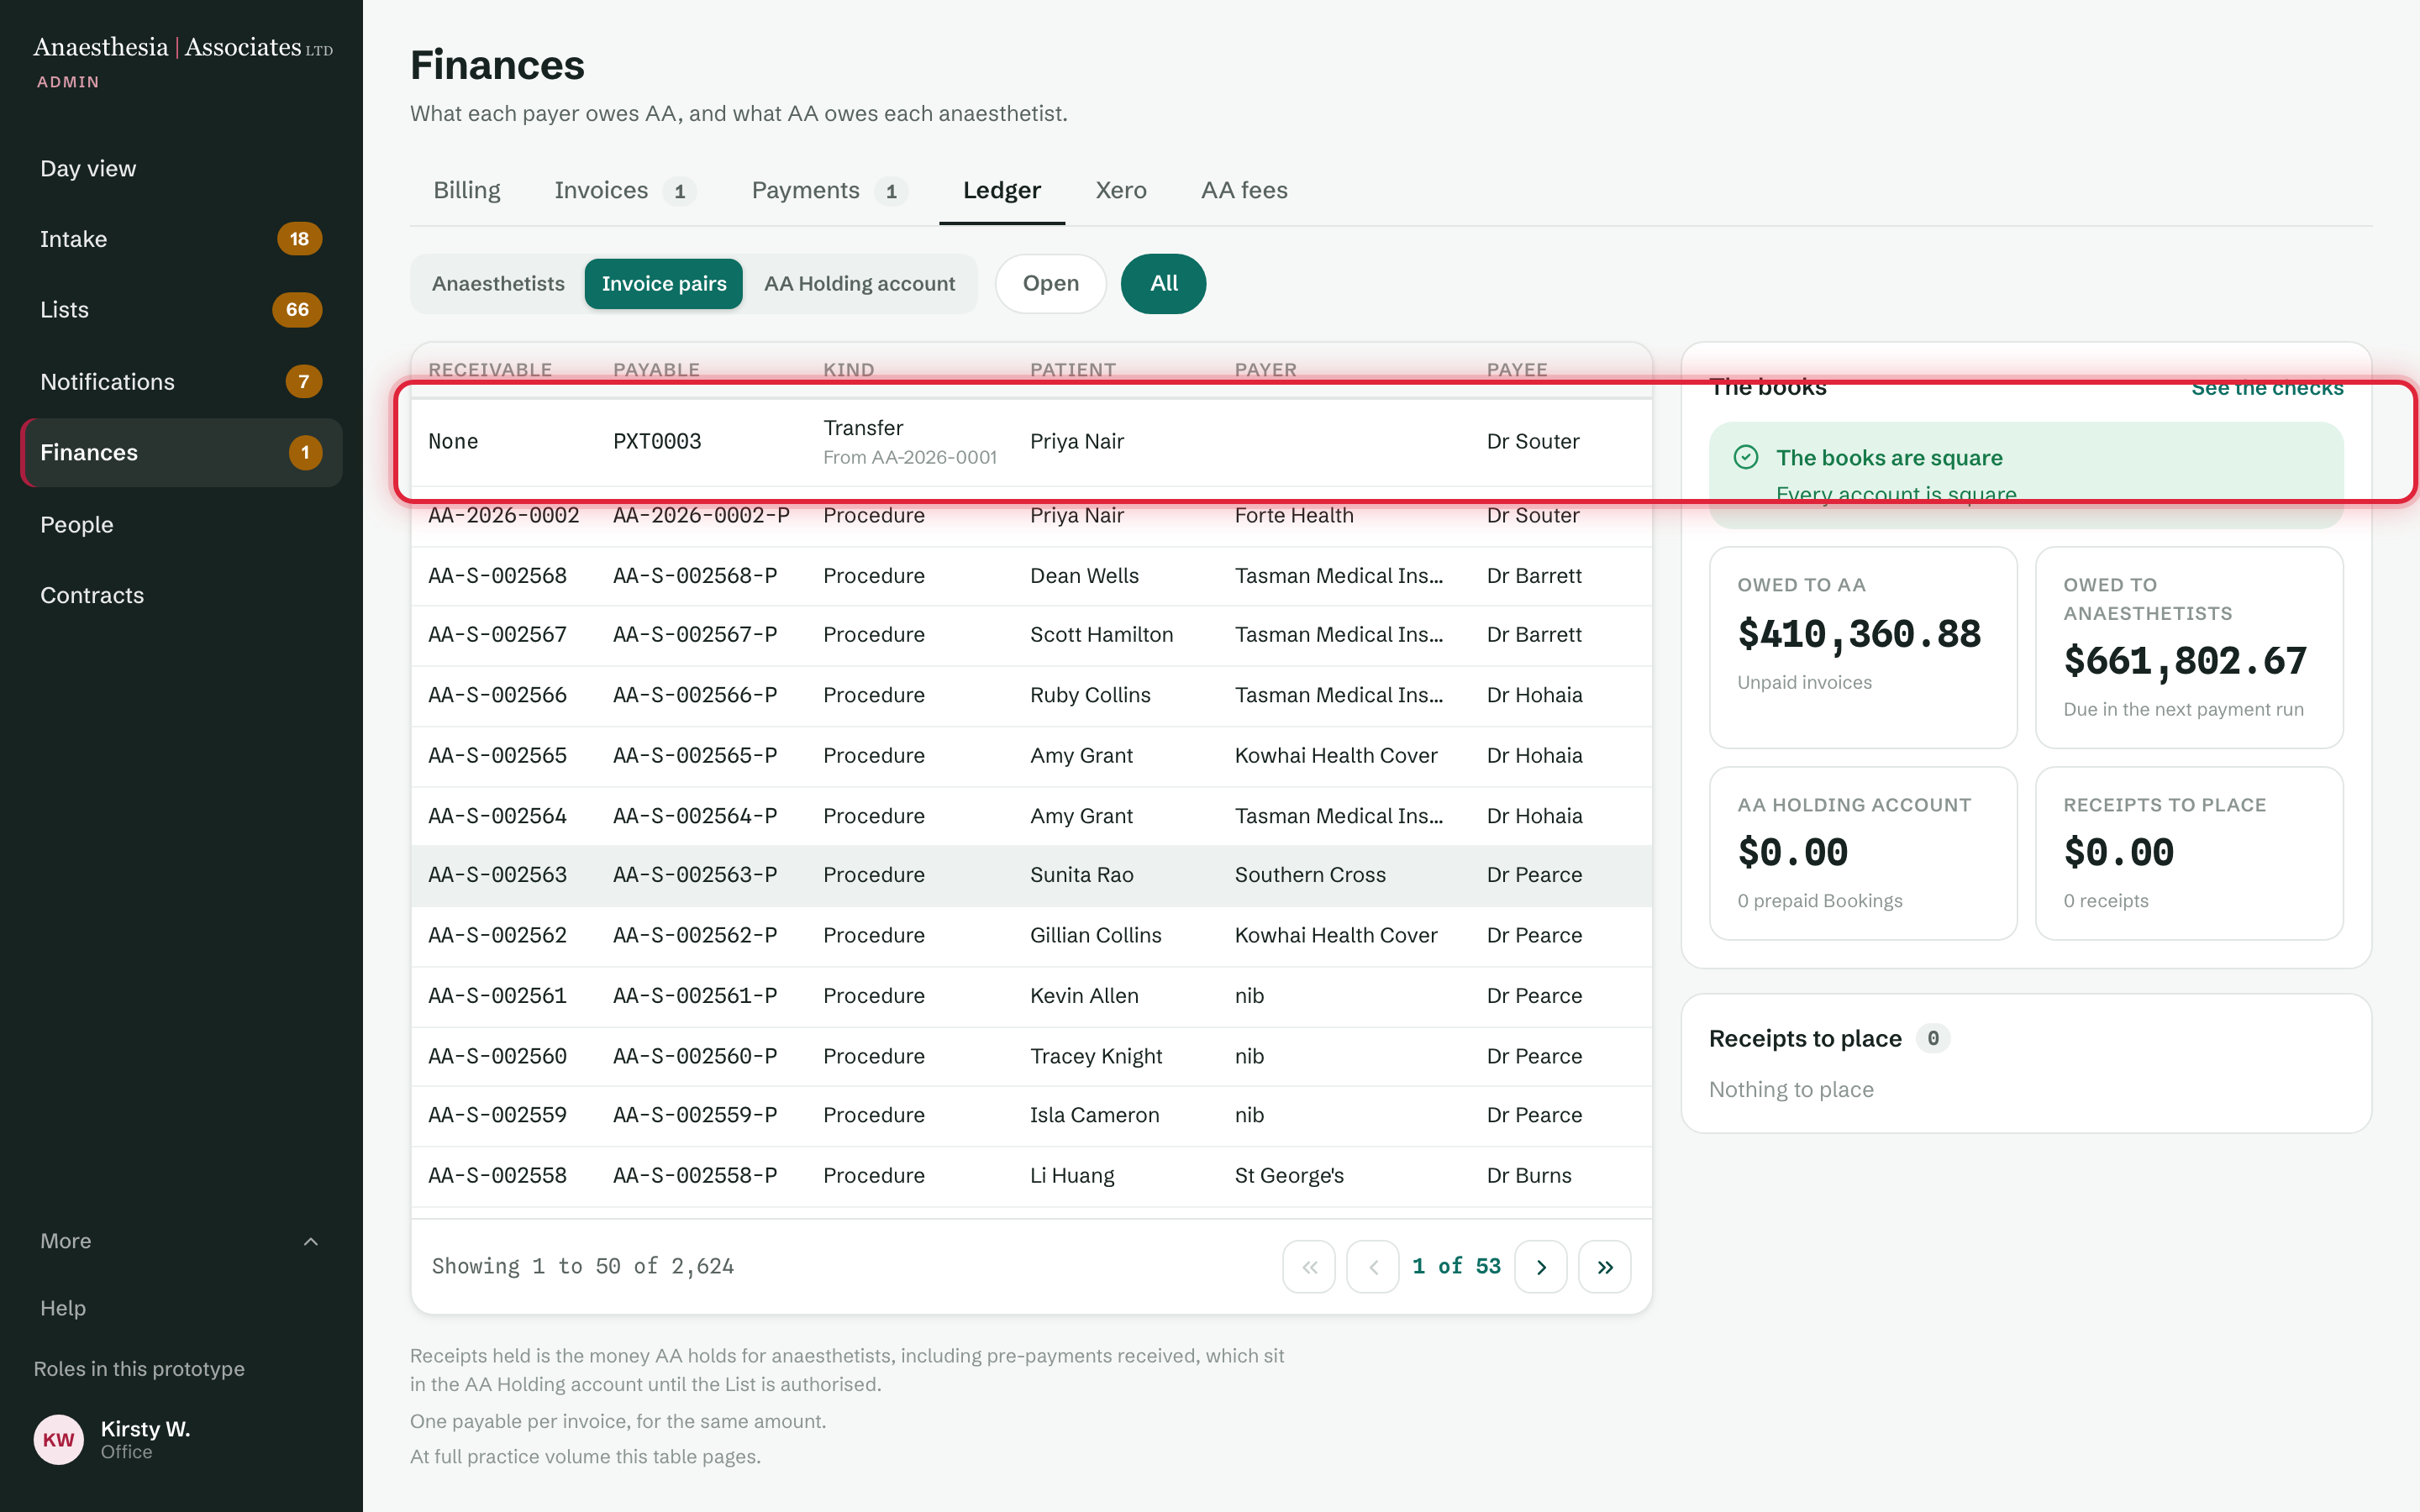 Anaesthesia | Associates LTD
ADMIN
Day view
Intake 18
Lists 66
Notifications 7
Finances 1
People
Contracts
More
Help
Roles in this prototype
KW
Kirsty W.
Office
Finances
What each payer owes AA, and what AA owes each anaesthetist.
Billing Invoices 1 Payments 1 Ledger Xero AA fees
Anaesthetists Invoice pairs AA Holding account Open All
RECEIVABLE PAYABLE KIND PATIENT PAYER PAYEE
None PXT0003 Transfer Priya Nair Dr Souter
From AA-2026-0001
AA-2026-0002 AA-2026-0002-P Procedure Priya Nair Forte Health Dr Souter
AA-S-002568 AA-S-002568-P Procedure Dean Wells Tasman Medical Ins... Dr Barrett
AA-S-002567 AA-S-002567-P Procedure Scott Hamilton Tasman Medical Ins... Dr Barrett
AA-S-002566 AA-S-002566-P Procedure Ruby Collins Tasman Medical Ins... Dr Hohaia
AA-S-002565 AA-S-002565-P Procedure Amy Grant Kowhai Health Cover Dr Hohaia
AA-S-002564 AA-S-002564-P Procedure Amy Grant Tasman Medical Ins... Dr Hohaia
AA-S-002563 AA-S-002563-P Procedure Sunita Rao Southern Cross Dr Pearce
AA-S-002562 AA-S-002562-P Procedure Gillian Collins Kowhai Health Cover Dr Pearce
AA-S-002561 AA-S-002561-P Procedure Kevin Allen nib Dr Pearce
AA-S-002560 AA-S-002560-P Procedure Tracey Knight nib Dr Pearce
AA-S-002559 AA-S-002559-P Procedure Isla Cameron nib Dr Pearce
AA-S-002558 AA-S-002558-P Procedure Li Huang St George's Dr Burns
Showing 1 to 50 of 2,624
« ‹ 1 of 53 › »
Receipts held is the money AA holds for anaesthetists, including pre-payments received, which sit
in the AA Holding account until the List is authorised.
One payable per invoice, for the same amount.
At full practice volume this table pages.
The books See the checks
The books are square
Every account is square
OWED TO AA
$410,360.88
Unpaid invoices
OWED TO
ANAESTHETISTS
$661,802.67
Due in the next payment run
AA HOLDING ACCOUNT
$0.00
0 prepaid Bookings
RECEIPTS TO PLACE
$0.00
0 receipts
Receipts to place 0
Nothing to place